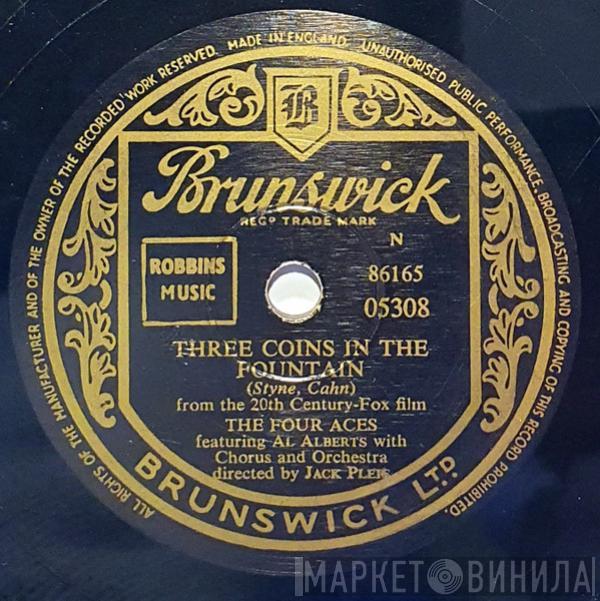 ALL RIGHTS OF THE MANUFACTURER AND OF THE OWNER OF THE RECORDED WORK RESERVED. MADE IN ENGLAND. UNAUTHORISED PUBLIC PERFORMANCE, BROADCASTING AND COPYING OF THIS RECORD PROHIBITED.
B
Brunswick
REGD TRADE MARK
N
ROBBINS
MUSIC
86165
05308
THREE COINS IN THE
FOUNTAIN
(Styne, Cahn)
from the 20th Century-Fox film
THE FOUR ACES
featuring AL ALBERTS with
Chorus and Orchestra
directed by JACK PLEIS
BRUNSWICK LTD.
МАРКЕТ ВИНИЛА